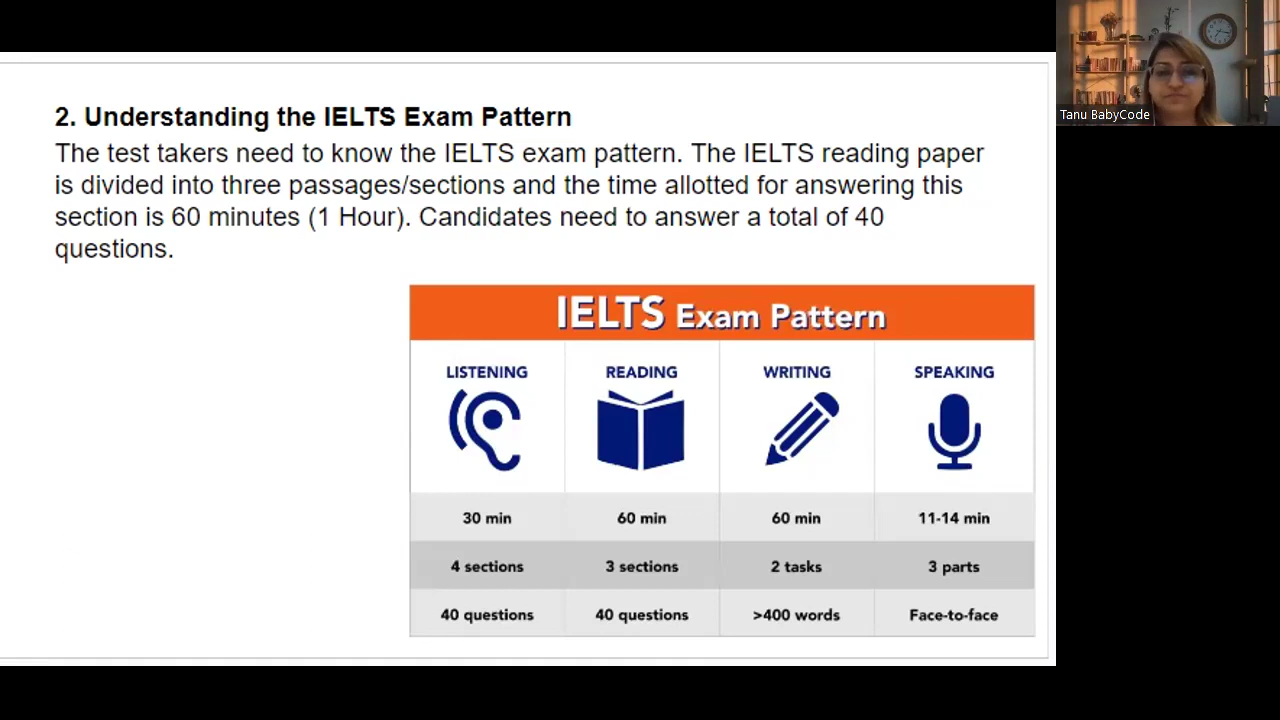 2. Understanding the IELTS Exam Pattern
The test takers need to know the IELTS exam pattern. The IELTS reading paper
is divided into three passages/sections and the time allotted for answering this
section is 60 minutes (1 Hour). Candidates need to answer a total of 40
questions.
IELTS Exam Pattern
LISTENING READING WRITING SPEAKING
30 min 60 min 60 min 11-14 min
4 sections 3 sections 2 tasks 3 parts
40 questions 40 questions >400 words Face-to-face
Tanu BabyCode